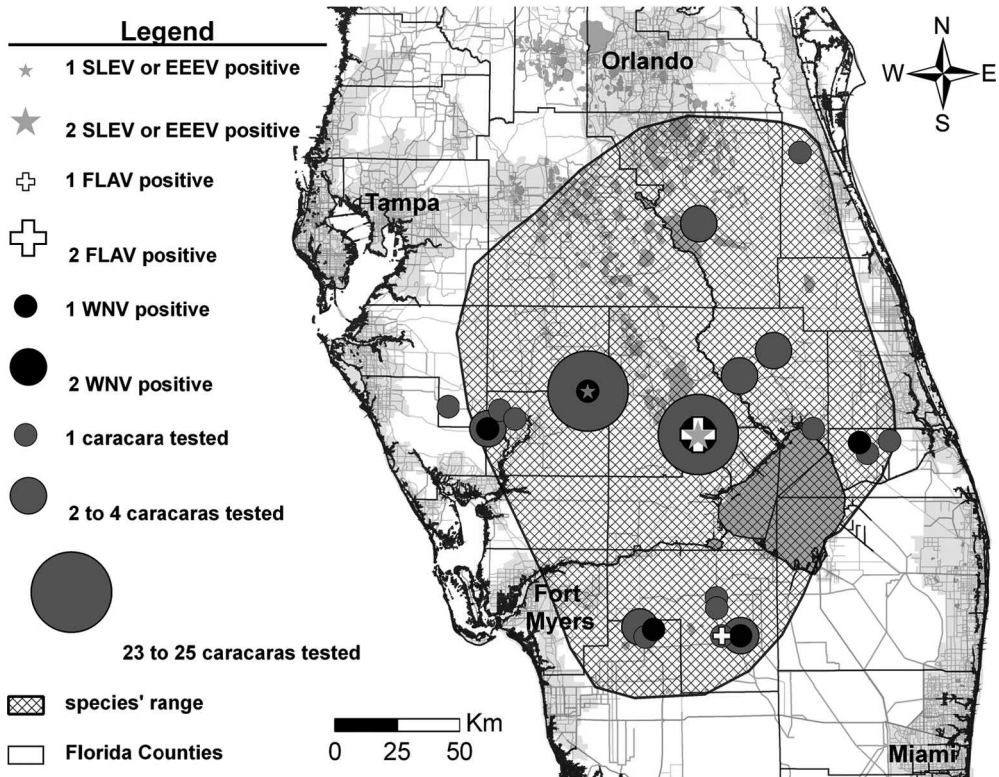 Legend
1 SLEV or EEEV positive
2 SLEV or EEEV positive
1 FLAV positive
2 FLAV positive
1 WNV positive
2 WNV positive
1 caracara tested
2 to 4 caracaras tested
23 to 25 caracaras tested
species' range
Florida Counties
Orlando
Tampa
Fort
Myers
Miami
N
W E
S
Km
0 25 50